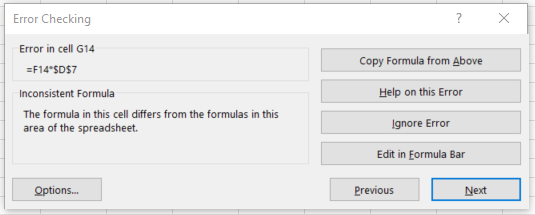 Error Checking
?
Error in cell G14
=F14*$D$7
Copy Formula from Above
Inconsistent Formula
Help on this Error
The formula in this cell differs from the formulas in this
area of the spreadsheet.
Ignore Error
Edit in Formula Bar
Options...
Previous
Next